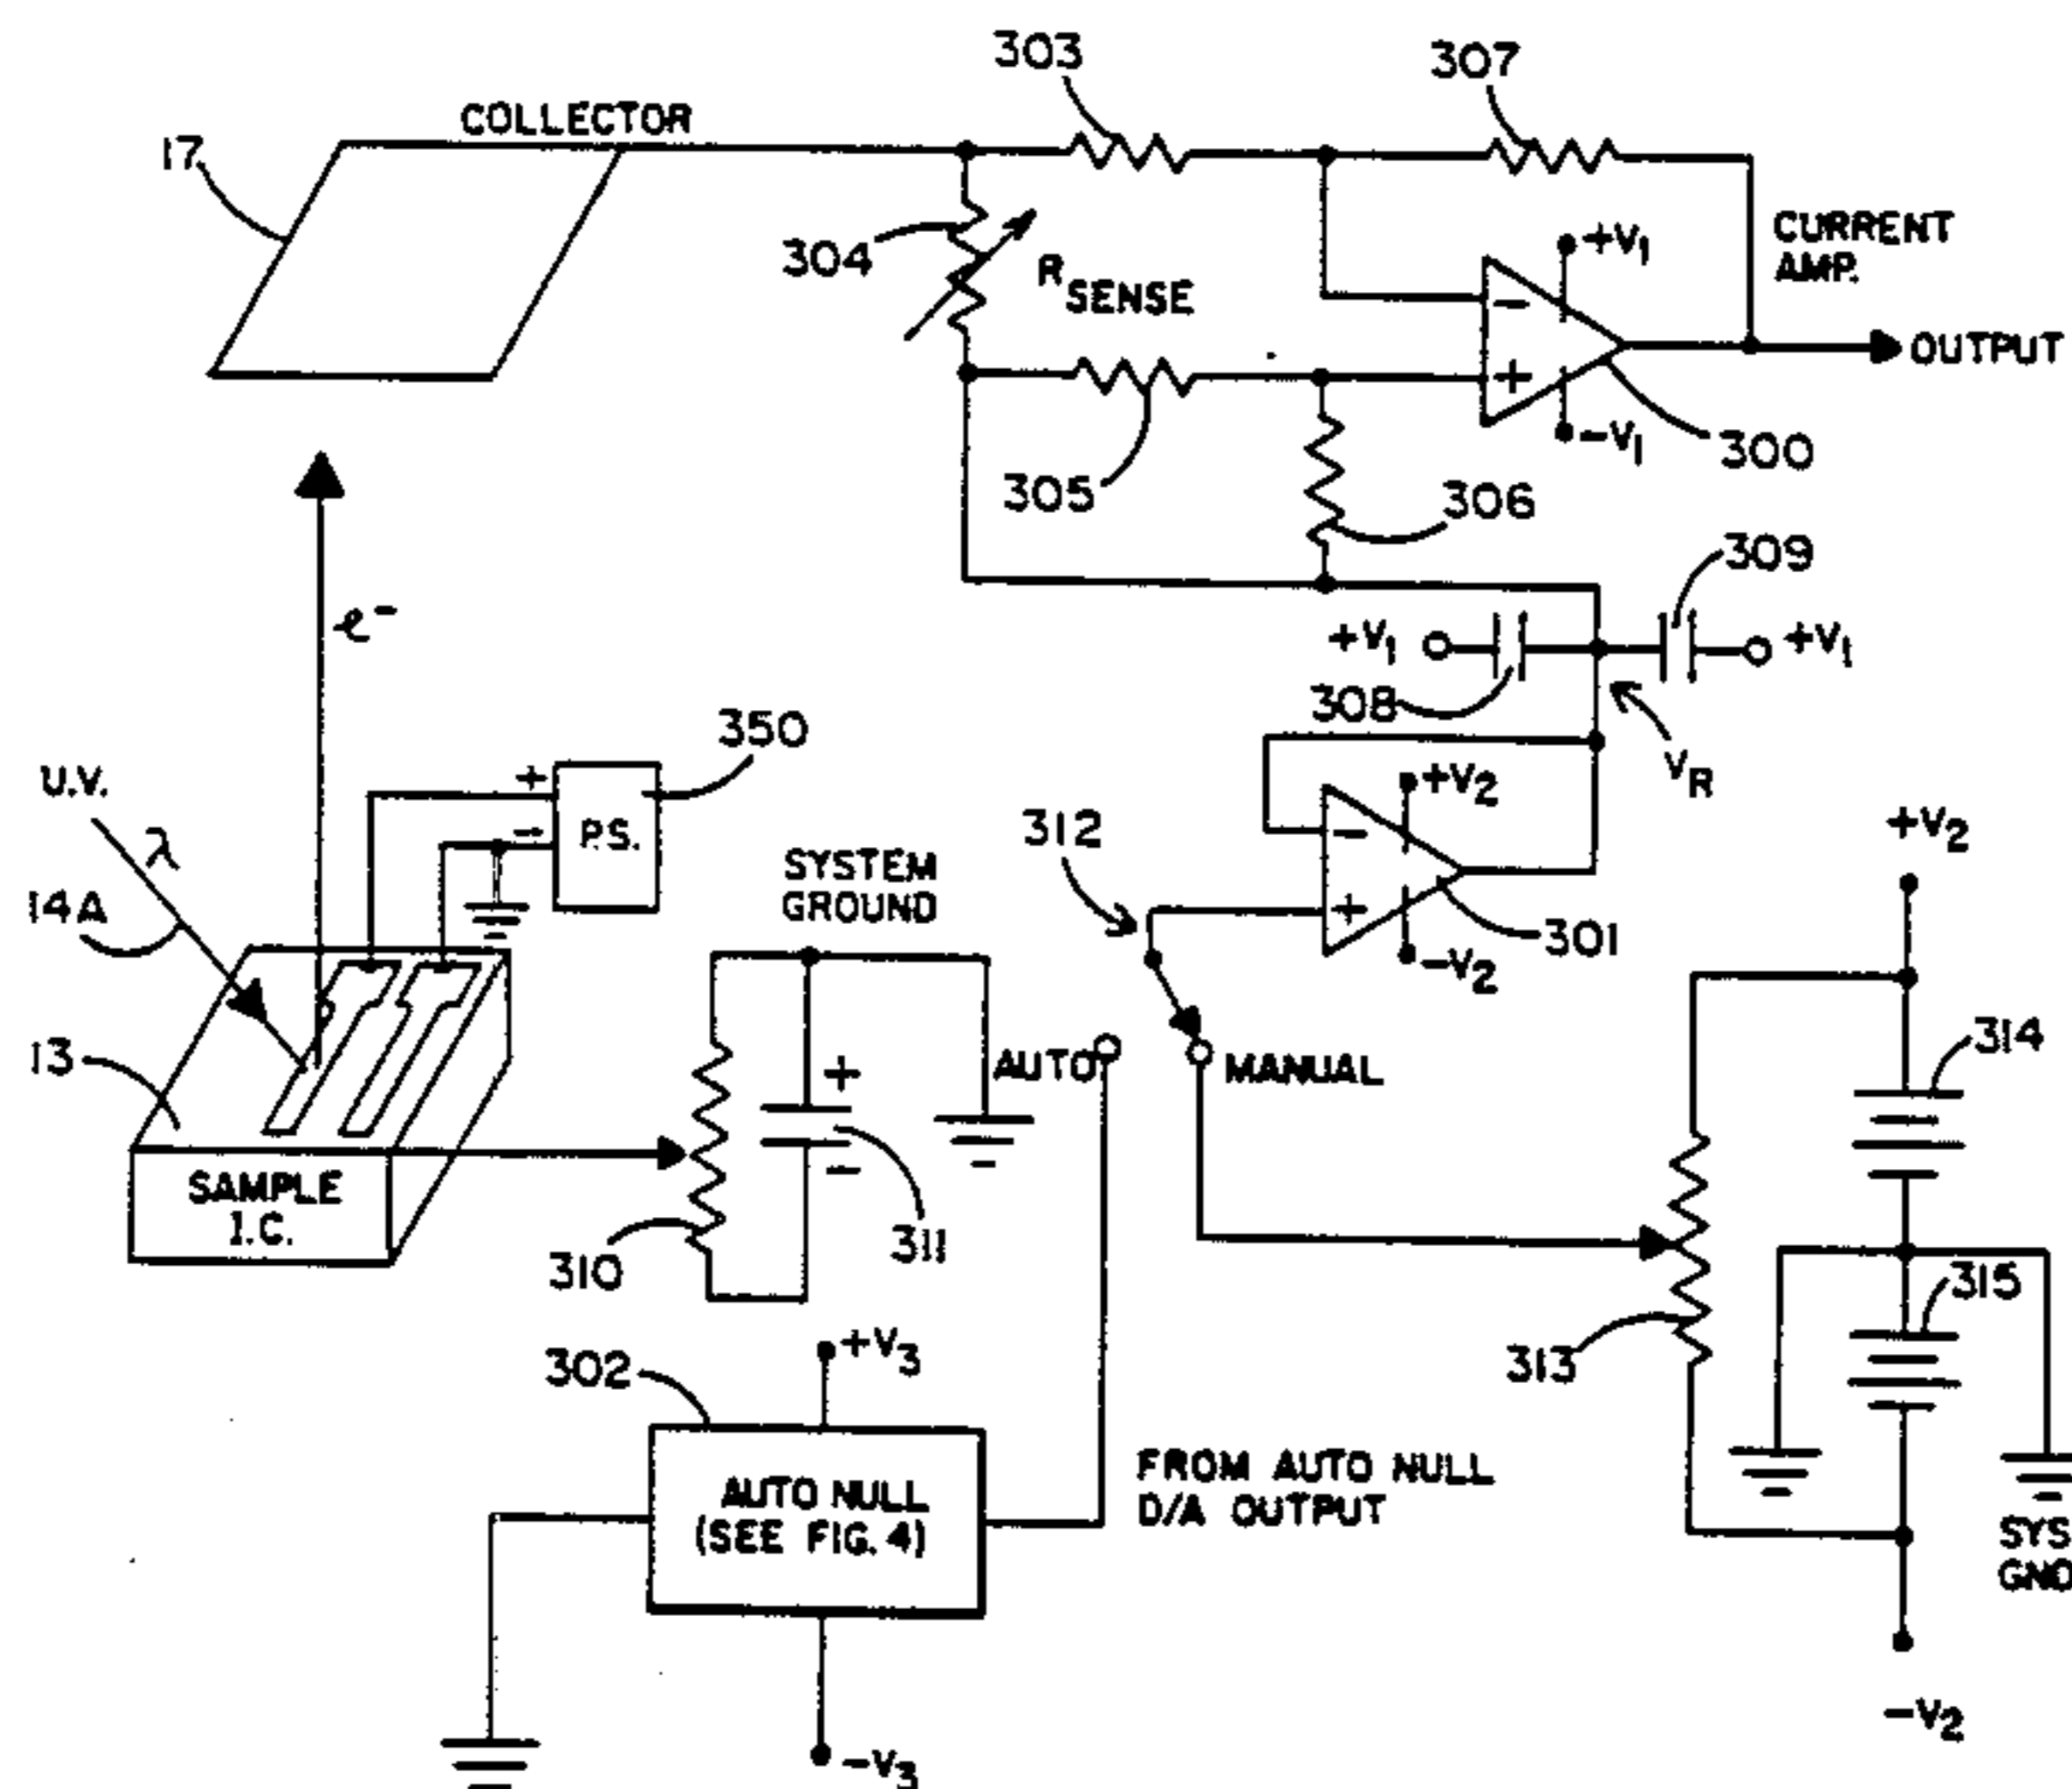 303
307
COLLECTOR
17
304
R SENSE
+V1
CURRENT
AMP.
-
+
OUTPUT
-V1
300
305
306
309
e-
+V1
+V1
308
350
VR
U.V.
λ
+
-
P.S.
+V2
312
-
+
+V2
14A
SYSTEM
GROUND
301
-V2
13
AUTO
MANUAL
314
+
-
SAMPLE
I.C.
310
311
315
313
302
+V3
AUTO NULL
(SEE FIG. 4)
FROM AUTO NULL
D/A OUTPUT
SYS
GND
-V2
-V3